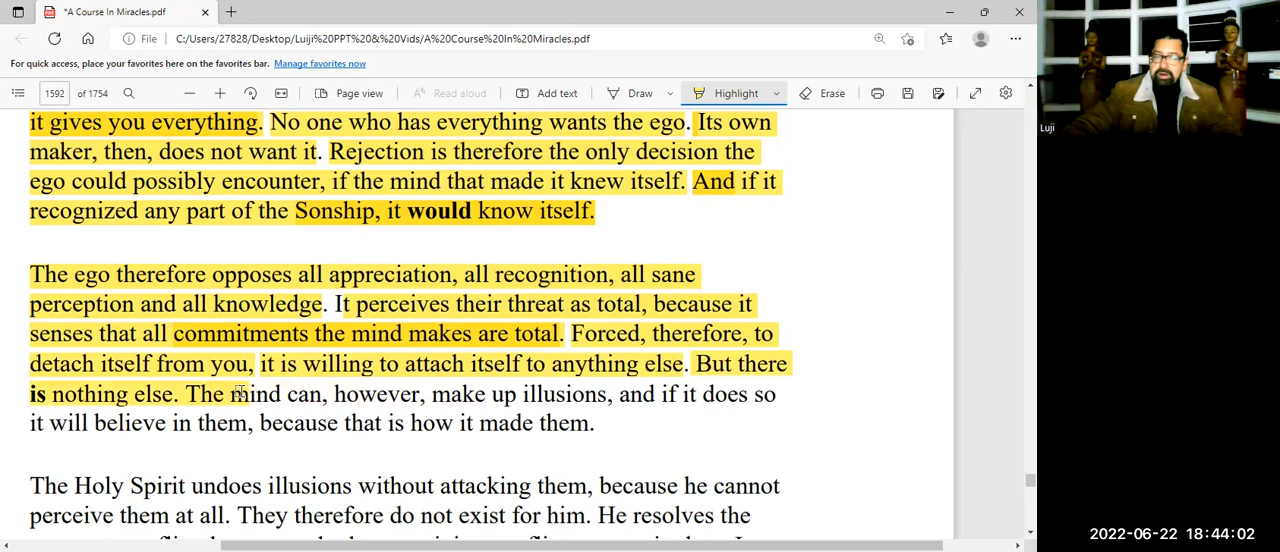 *A Course In Miracles.pdf
File C:/Users/27828/Desktop/Luiji%20PPT%20&%20Vids/A%20Course%20In%20Miracles.pdf
For quick access, place your favorites here on the favorites bar. Manage favorites now
1592 of 1754 Page view Read aloud Add text Draw Highlight Erase
it gives you everything. No one who has everything wants the ego. Its own
maker, then, does not want it. Rejection is therefore the only decision the
ego could possibly encounter, if the mind that made it knew itself. And if it
recognized any part of the Sonship, it would know itself.
The ego therefore opposes all appreciation, all recognition, all sane
perception and all knowledge. It perceives their threat as total, because it
senses that all commitments the mind makes are total. Forced, therefore, to
detach itself from you, it is willing to attach itself to anything else. But there
is nothing else. The mind can, however, make up illusions, and if it does so
it will believe in them, because that is how it made them.
The Holy Spirit undoes illusions without attacking them, because he cannot
perceive them at all. They therefore do not exist for him. He resolves the
Luji
2022-06-22 18:44:02